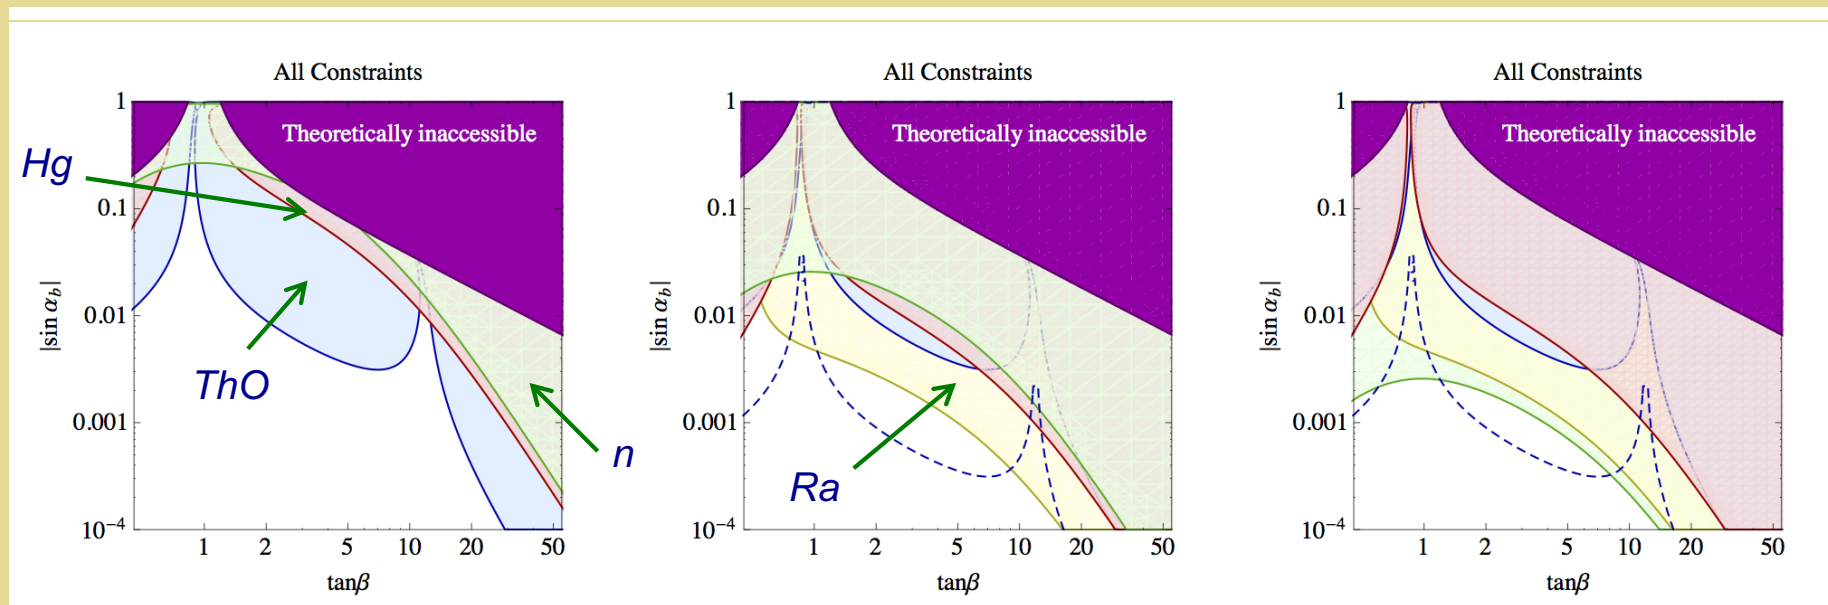 All Constraints
Theoretically inaccessible
Hg
ThO
n
|sin α_b|
1
0.1
0.01
0.001
10⁻⁴
1 2 5 10 20 50
tanβ
All Constraints
Theoretically inaccessible
Ra
|sin α_b|
1
0.1
0.01
0.001
10⁻⁴
1 2 5 10 20 50
tanβ
All Constraints
Theoretically inaccessible
|sin α_b|
1
0.1
0.01
0.001
10⁻⁴
1 2 5 10 20 50
tanβ